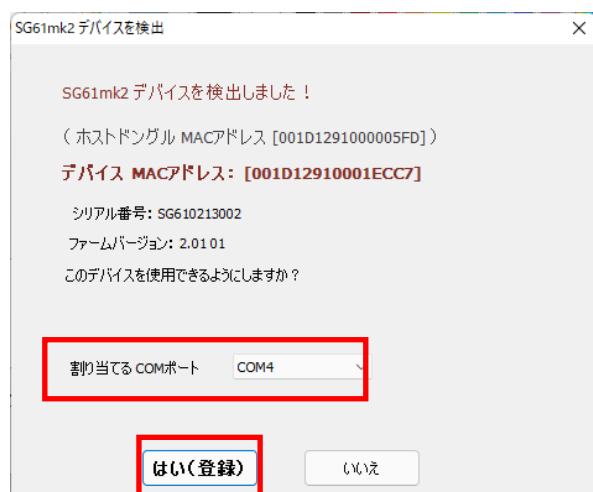 SG61mk2 デバイスを検出
SG61mk2 デバイスを検出しました!
( ホストドングル MACアドレス [001D1291000005FD] )
デバイス MACアドレス: [001D12910001ECC7]
シリアル番号: SG610213002
ファームバージョン: 2.01 01
このデバイスを使用できるようにしますか?
割り当てる COMポート COM4
はい(登録) いいえ